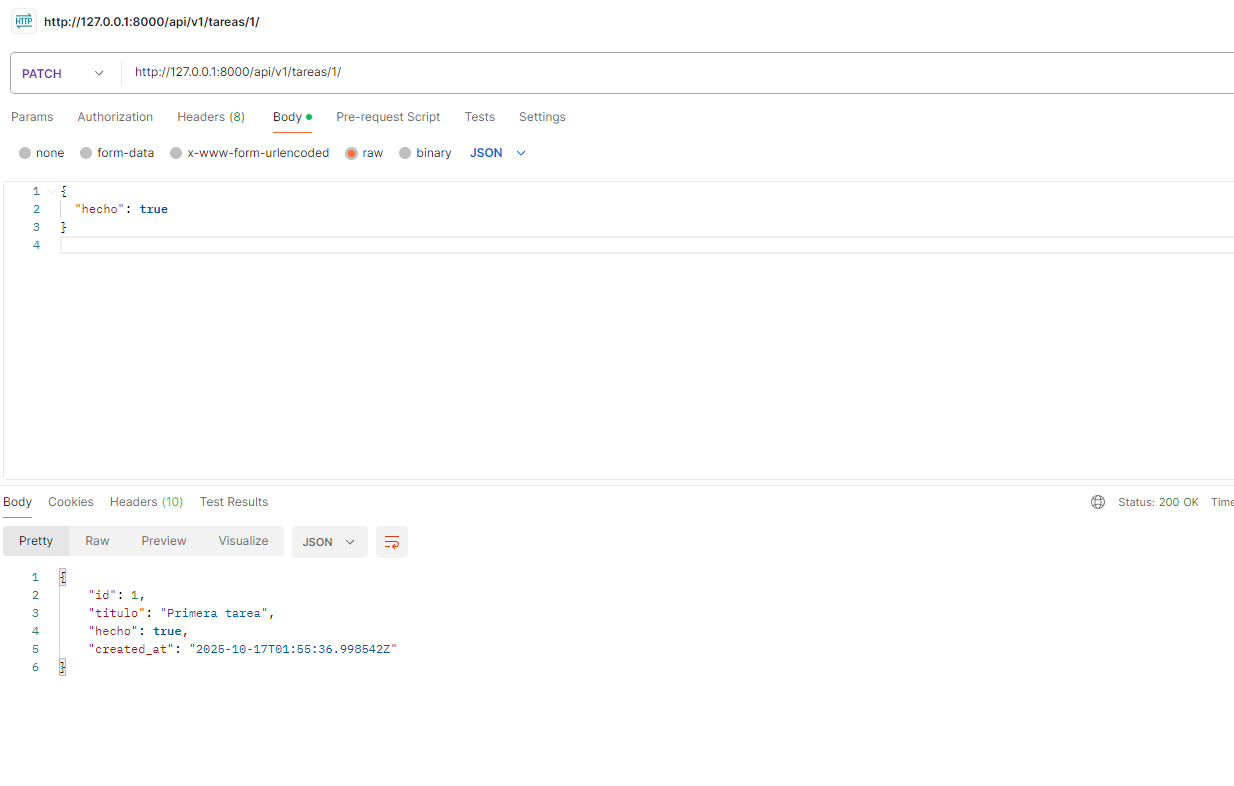 HTTP http://127.0.0.1:8000/api/v1/tareas/1/
PATCH http://127.0.0.1:8000/api/v1/tareas/1/
Params Authorization Headers (8) Body Pre-request Script Tests Settings
none form-data x-www-form-urlencoded raw binary JSON
1 {
2 "hecho": true
3 }
4
Body Cookies Headers (10) Test Results Status: 200 OK Time
Pretty Raw Preview Visualize JSON
1 {
2 "id": 1,
3 "titulo": "Primera tarea",
4 "hecho": true,
5 "created_at": "2025-10-17T01:55:36.998542Z"
6 }